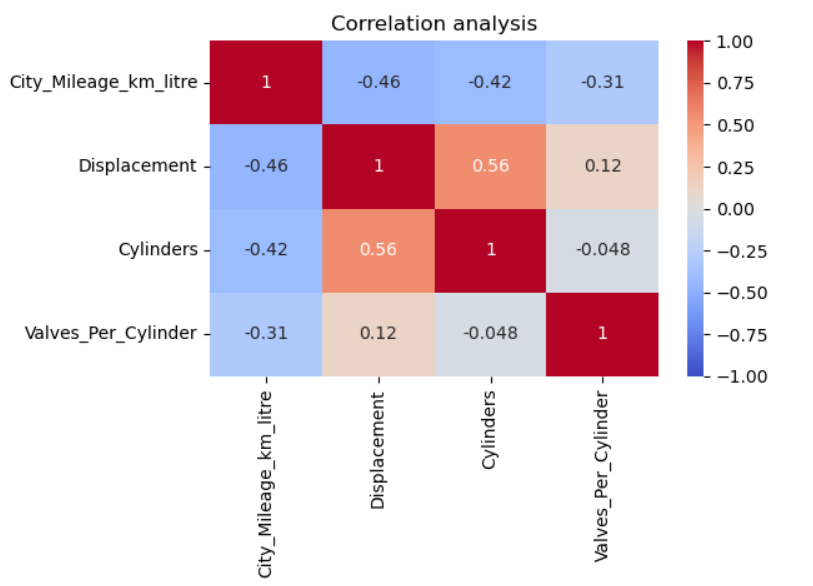 Correlation analysis
City_Mileage_km_litre 1 -0.46 -0.42 -0.31
Displacement -0.46 1 0.56 0.12
Cylinders -0.42 0.56 1 -0.048
Valves_Per_Cylinder -0.31 0.12 -0.048 1
City_Mileage_km_litre
Displacement
Cylinders
Valves_Per_Cylinder
1.00
0.75
0.50
0.25
0.00
−0.25
−0.50
−0.75
−1.00